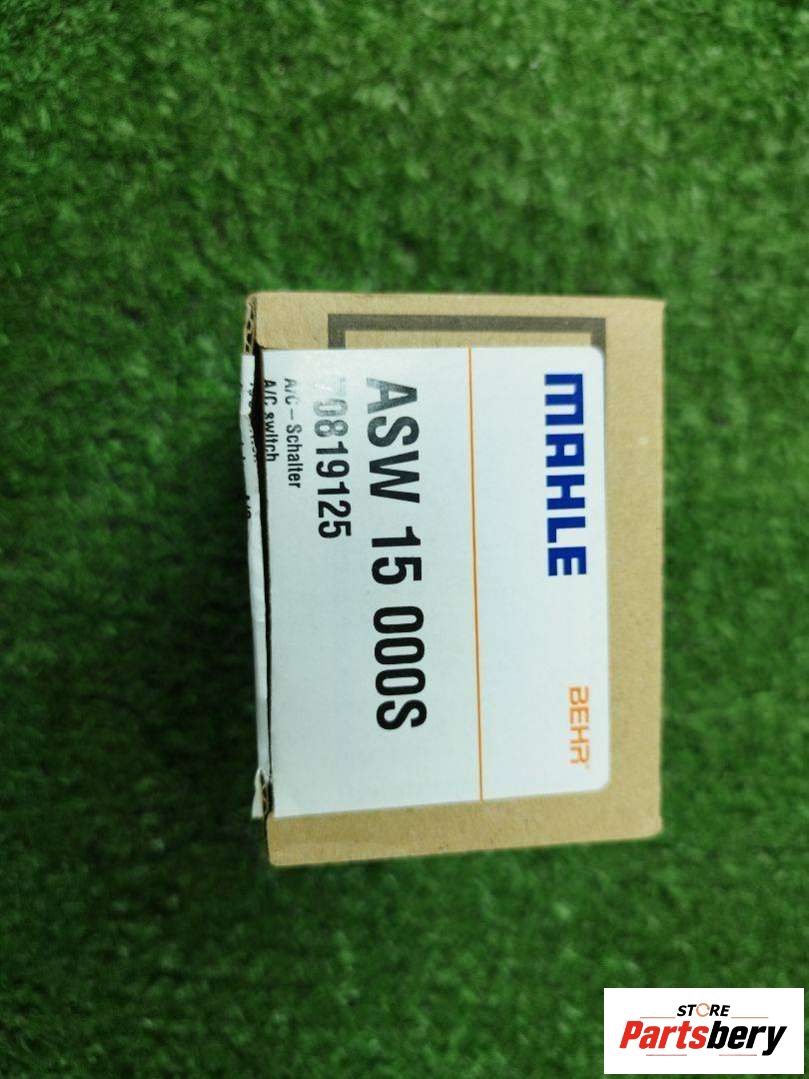 MAHLE BEHR
ASW 15 000S
70819125
A/C – Schalter
A/C switch
STORE
Partsbery